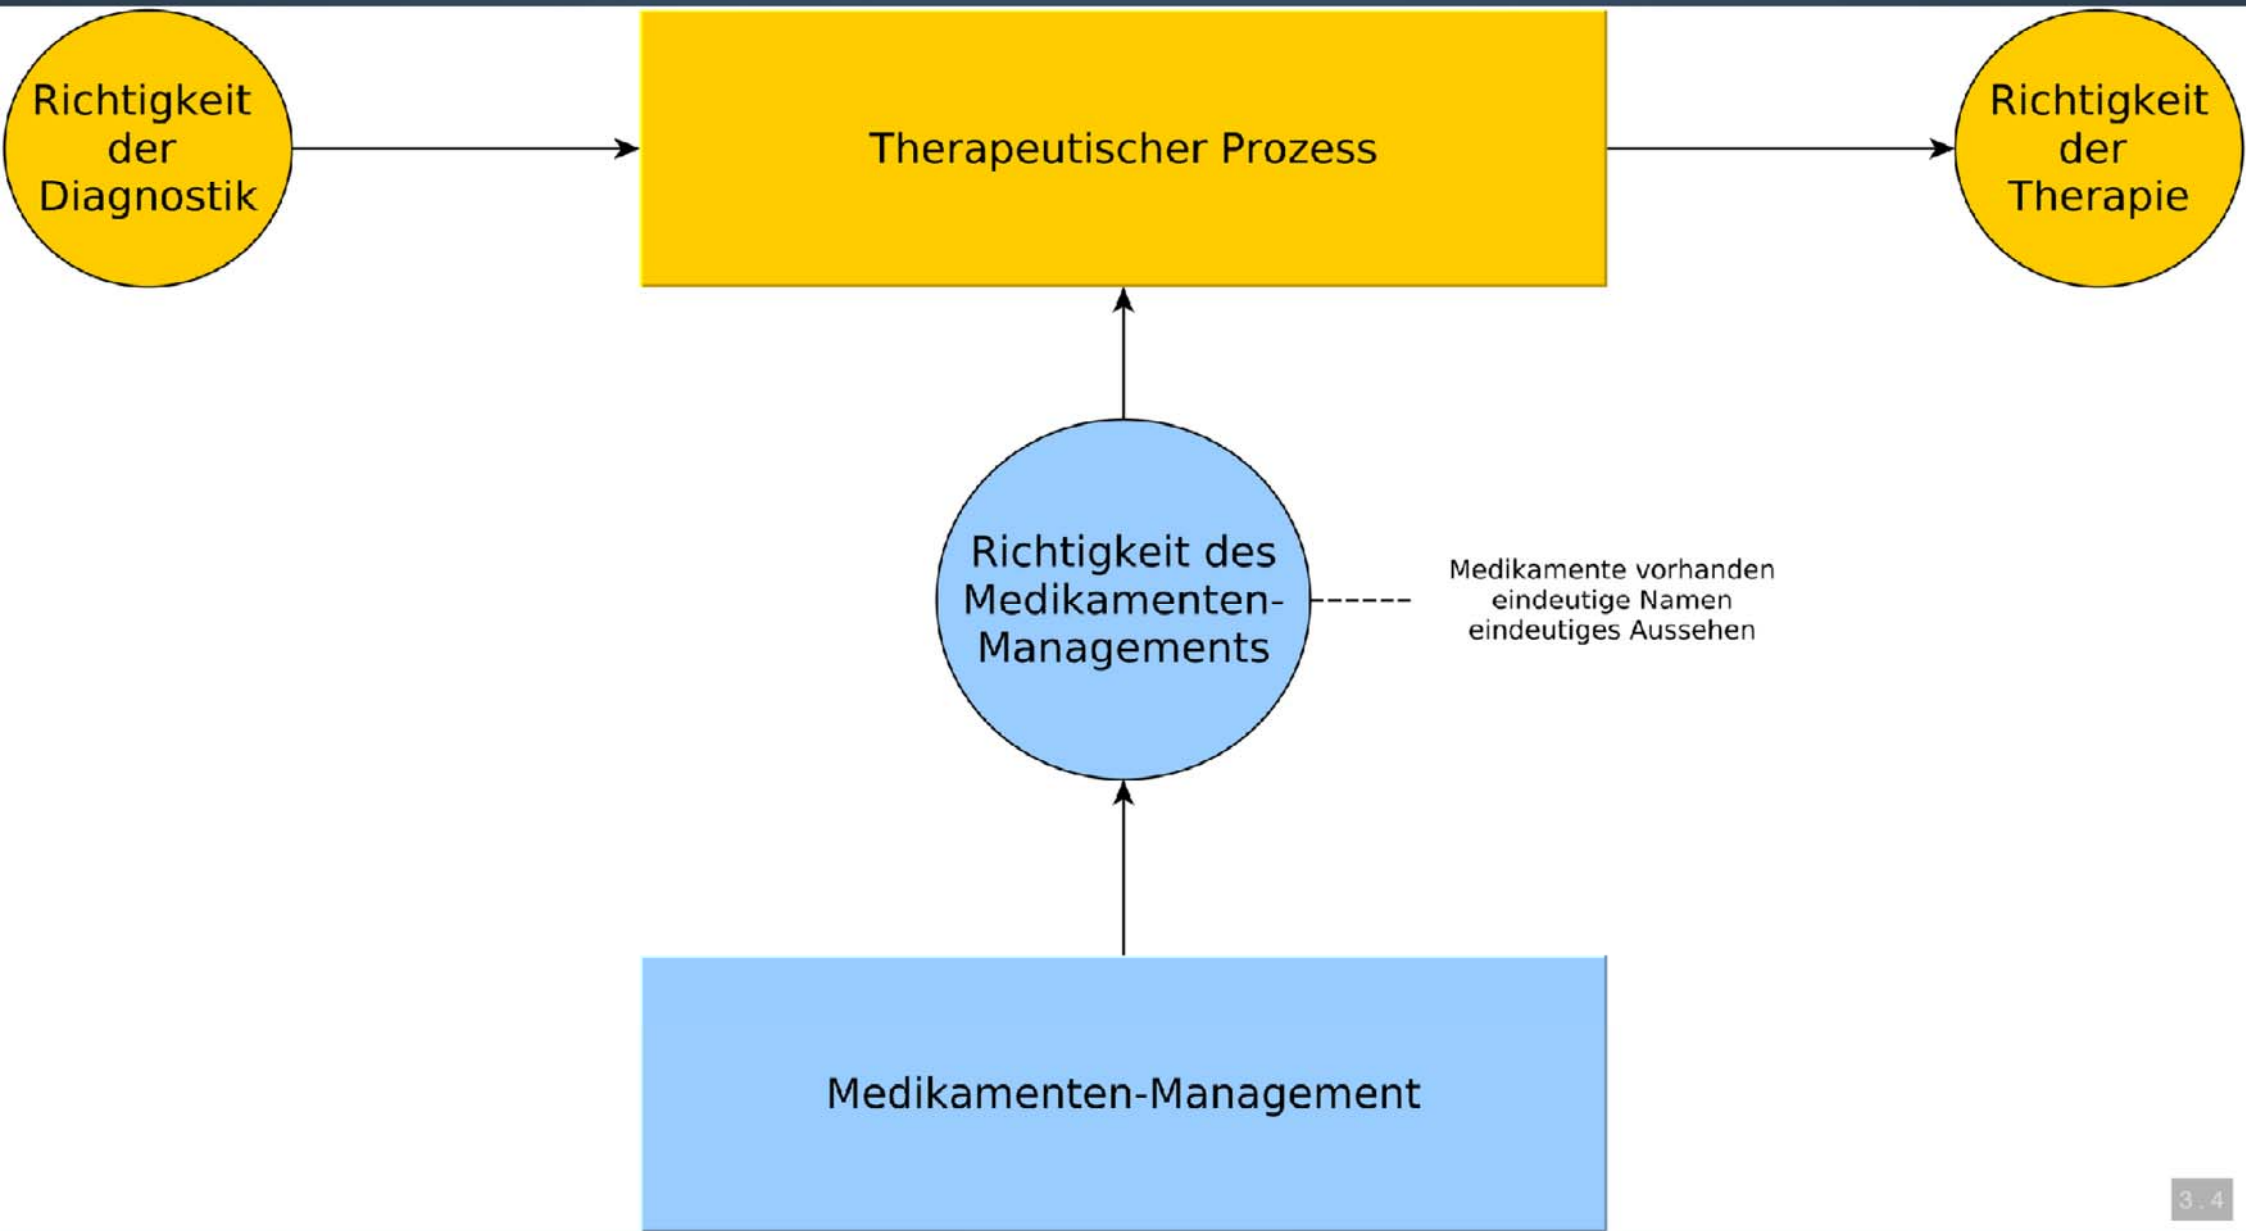 Richtigkeit
der
Diagnostik
Therapeutischer Prozess
Richtigkeit
der
Therapie
Richtigkeit des
Medikamenten-
Managements
Medikamente vorhanden
eindeutige Namen
eindeutiges Aussehen
Medikamenten-Management
3.4